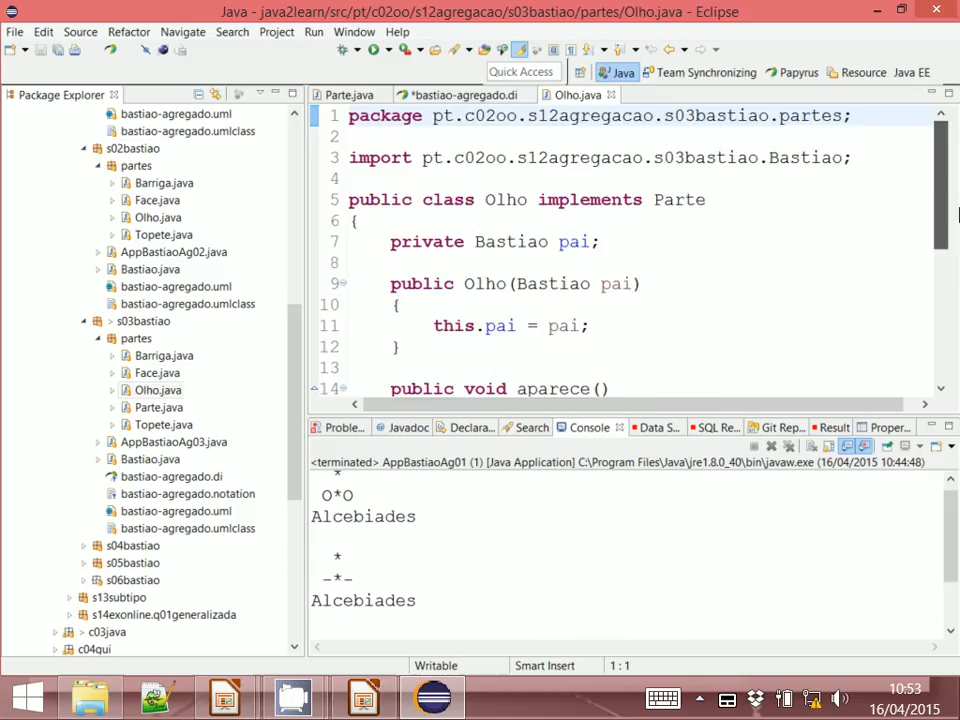 Java - java2learn/src/pt/c02oo/s12agregacao/s03bastiao/partes/Olho.java - Eclipse
File Edit Source Refactor Navigate Search Project Run Window Help
Quick Access Java Team Synchronizing Papyrus Resource Java EE
Package Explorer
bastiao-agregado.uml
bastiao-agregado.umlclass
s02bastiao
partes
Barriga.java
Face.java
Olho.java
Topete.java
AppBastiaoAg02.java
Bastiao.java
bastiao-agregado.uml
bastiao-agregado.umlclass
> s03bastiao
partes
Barriga.java
Face.java
Olho.java
Parte.java
Topete.java
AppBastiaoAg03.java
Bastiao.java
bastiao-agregado.di
bastiao-agregado.notation
bastiao-agregado.uml
bastiao-agregado.umlclass
s04bastiao
s05bastiao
s06bastiao
s13subtipo
s14exonline.q01generalizada
> c03java
c04gui
Parte.java *bastiao-agregado.di Olho.java
1 package pt.c02oo.s12agregacao.s03bastiao.partes;
2
3 import pt.c02oo.s12agregacao.s03bastiao.Bastiao;
4
5 public class Olho implements Parte
6 {
7 private Bastiao pai;
8
9 public Olho(Bastiao pai)
10 {
11 this.pai = pai;
12 }
13
14 public void aparece()
Proble... Javadoc Declara... Search Console Data S... SQL Re... Git Rep... Result Proper...
<terminated> AppBastiaoAg01 (1) [Java Application] C:\Program Files\Java\jre1.8.0_40\bin\javaw.exe (16/04/2015 10:44:48)
*
O*O
Alcebiades
*
-*-
Alcebiades
Writable Smart Insert 1 : 1
10:53
16/04/2015